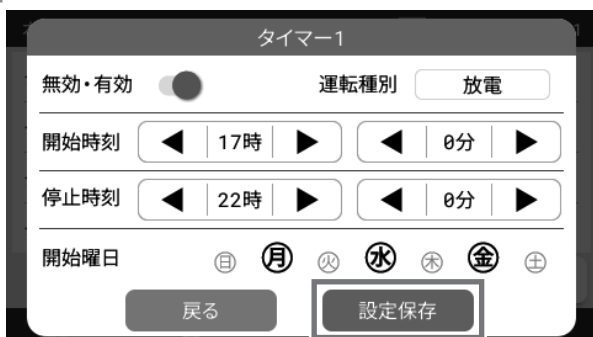 タイマー1
無効・有効 運転種別 放電
開始時刻 ◀ 17時 ▶ ◀ 0分 ▶
停止時刻 ◀ 22時 ▶ ◀ 0分 ▶
開始曜日 ㊐ ㊊ ㊋ ㊌ ㊍ ㊎ ㊏
戻る 設定保存